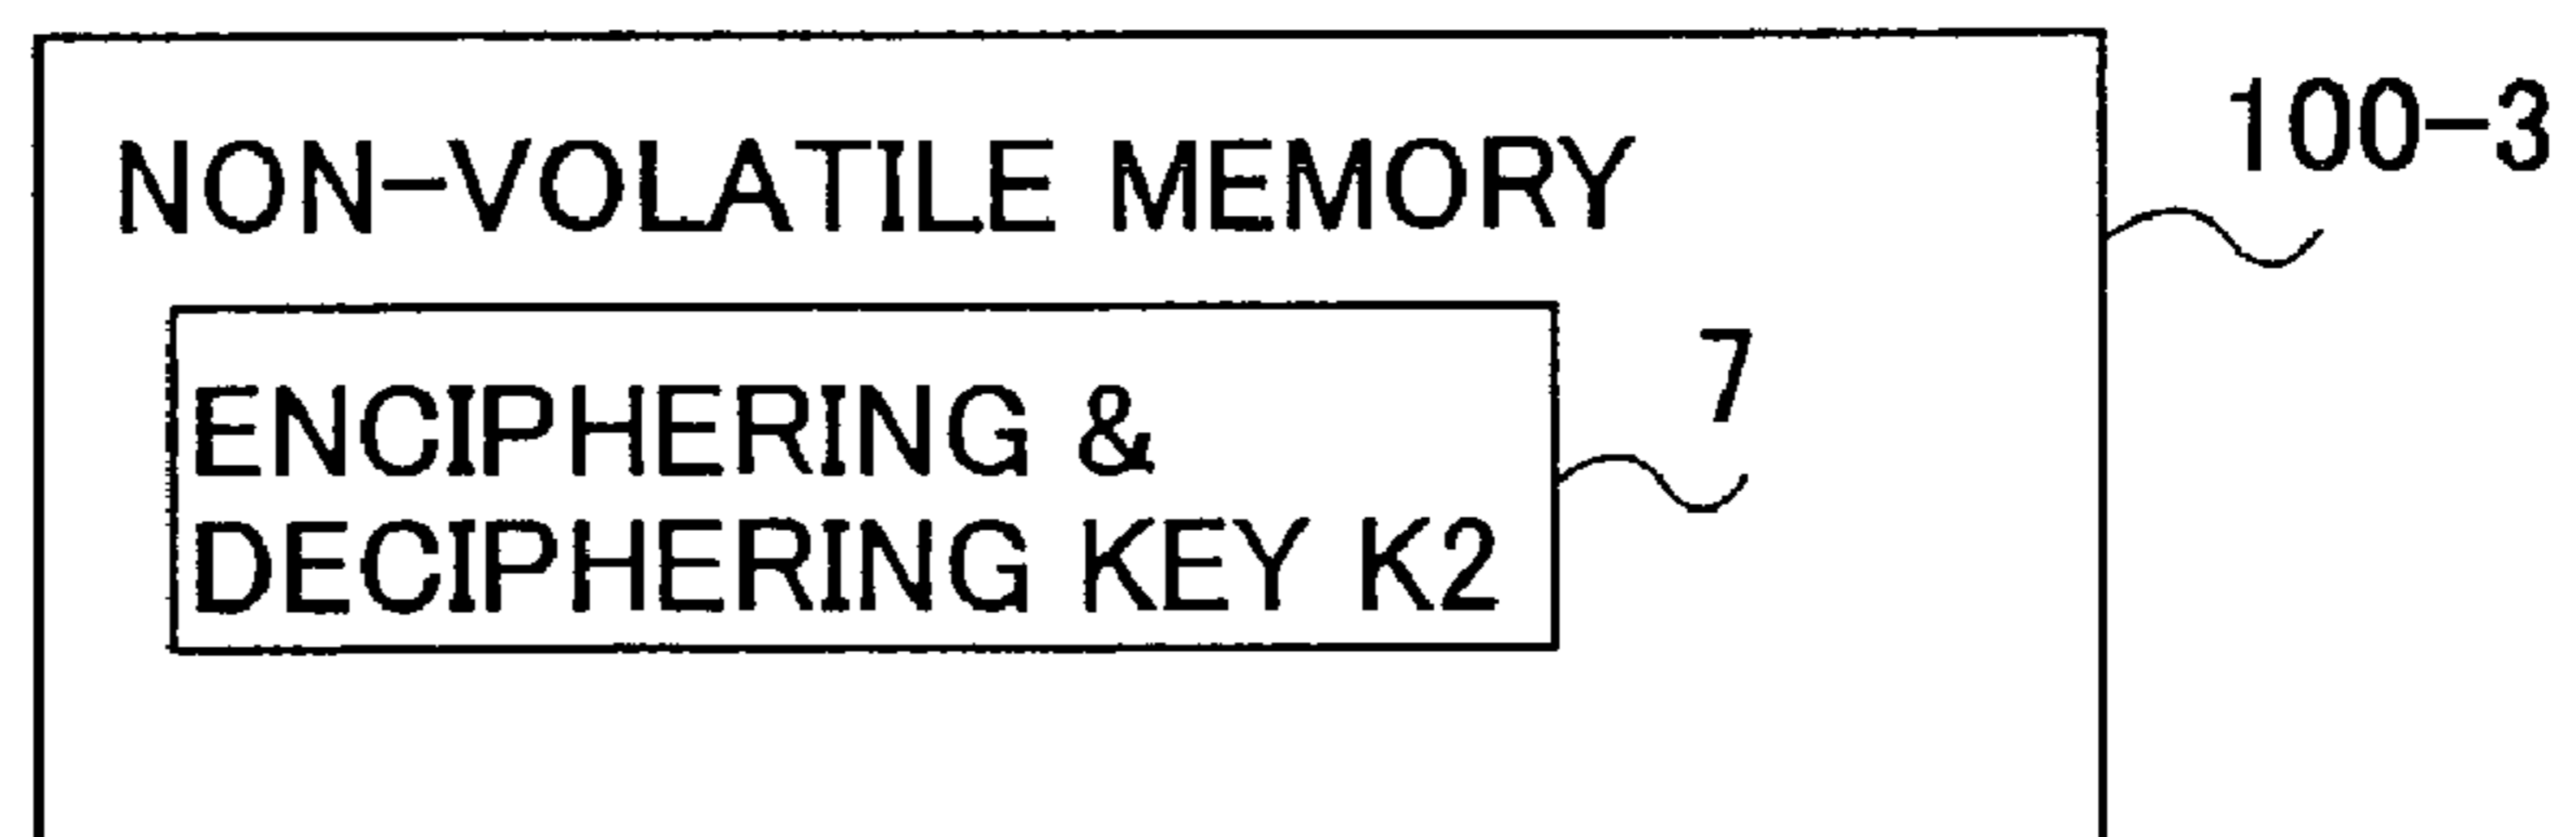 100-3
NON-VOLATILE MEMORY
7
ENCIPHERING &
DECIPHERING KEY K2